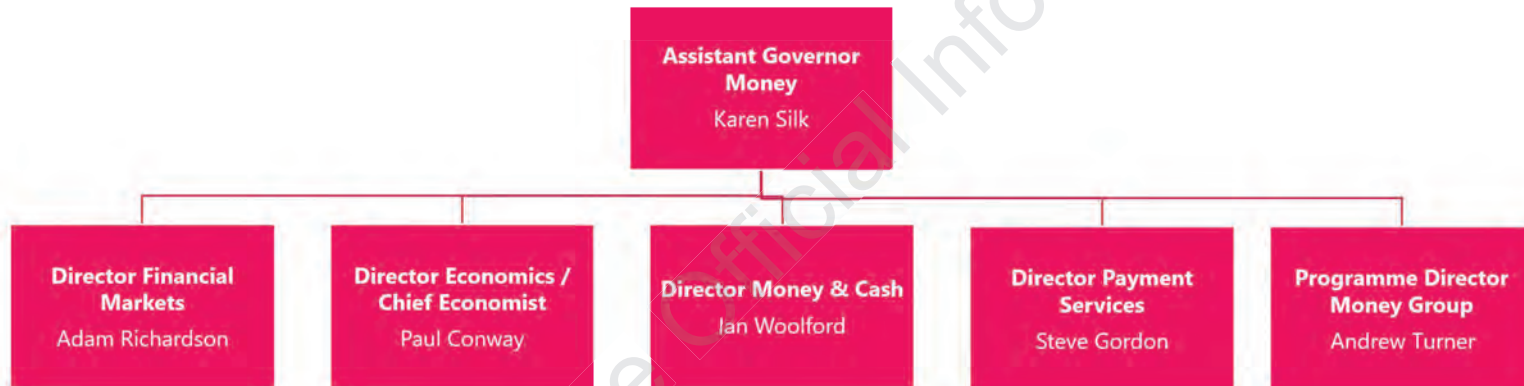 Assistant Governor
Money
Karen Silk
Director Financial
Markets
Adam Richardson
Director Economics /
Chief Economist
Paul Conway
Director Money & Cash
Ian Woolford
Director Payment
Services
Steve Gordon
Programme Director
Money Group
Andrew Turner
Official